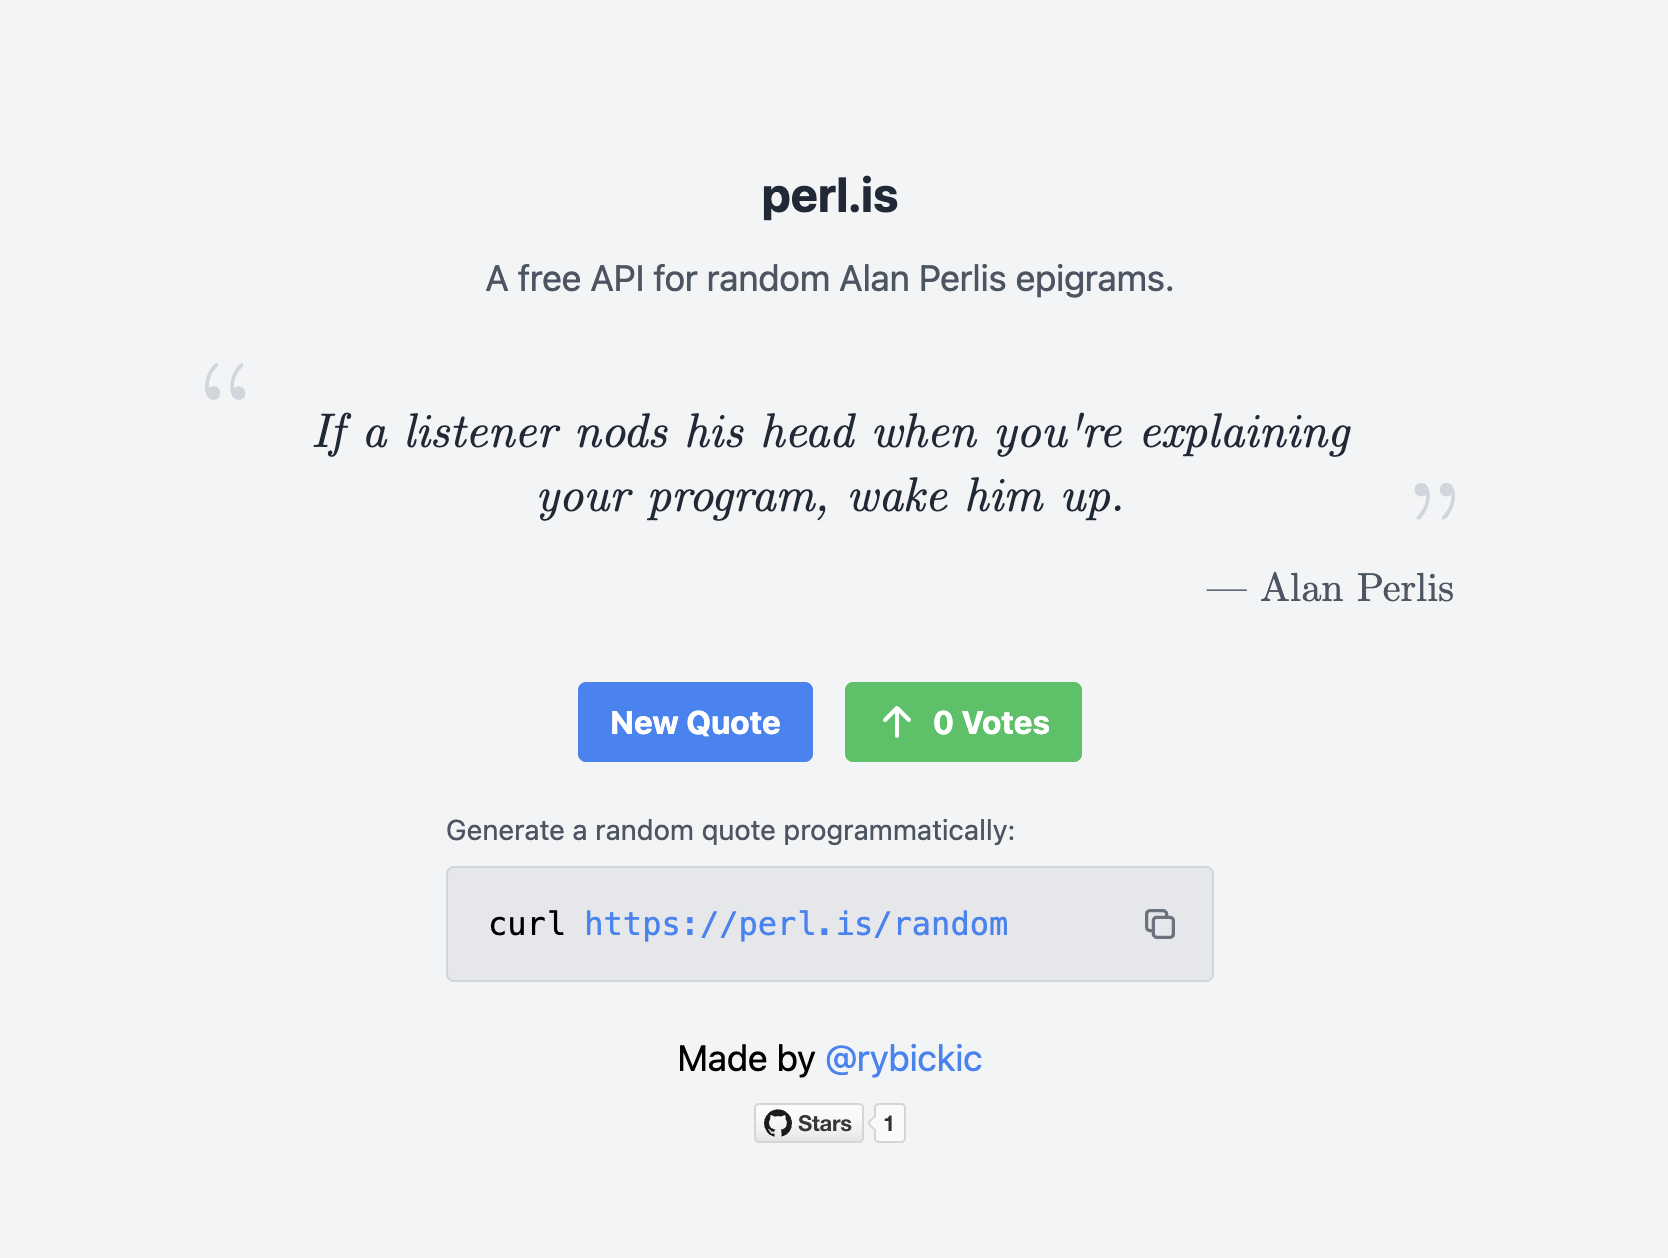 perl.is
A free API for random Alan Perlis epigrams.
“
If a listener nods his head when you're explaining
your program, wake him up.
”
— Alan Perlis
New Quote
↑ 0 Votes
Generate a random quote programmatically:
curl https://perl.is/random
Made by @rybickic
Stars 1